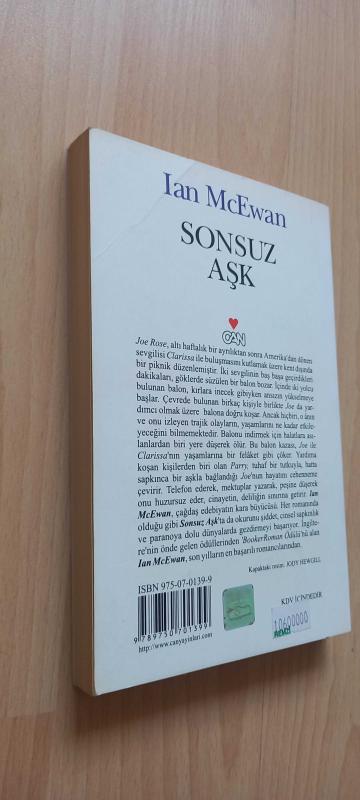 Ian McEwan
SONSUZ
AŞK
CAN
Joe Rose, altı haftalık bir ayrılıktan sonra Amerika'dan dönen
sevgilisi Clarissa ile buluşmasını kutlamak üzere kent dışında
bir piknik düzenlemiştir. İki sevgilinin baş başa geçirdikleri
dakikaları, göklerde süzülen bir balon bozar. İçinde iki yolcu
bulunan balon, kırlara inecek gibiyken ansızın yükselmeye
başlar. Çevrede bulunan birkaç kişiyle birlikte Joe da yar-
dımcı olmak üzere balona doğru koşar. Ancak hiçbiri, o anın
ve onu izleyen trajik olayların, yaşamlarını ne kadar etkile-
yeceğini bilmemektedir. Balonu indirmek için halatlara ası-
lanlardan biri yere düşerek ölür. Bu balon kazası, Joe ile
Clarissa'nın yaşamlarına bir felâket gibi çöker. Yardıma
koşan kişilerden biri olan Parry, tuhaf bir tutkuyla, hatta
sapkınca bir aşkla bağlandığı Joe'nun hayatını cehenneme
çevirir. Telefon ederek, mektuplar yazarak, peşine düşerek
onu huzursuz eder, cinayetin, deliliğin sınırına getirir. Ian
McEwan, çağdaş edebiyatın kara büyücüsü. Her romanında
olduğu gibi Sonsuz Aşk'ta da okurunu şiddet, cinsel sapkınlık
ve paranoya dolu dünyalarda gezdirmeyi başarıyor. İngilte-
re'nin önde gelen ödüllerinden 'BookerRoman Ödülü'nü alan
Ian McEwan, son yılların en başarılı romancılarından.
Kapaktaki resim: JODY HEWGILL
ISBN 975-07-0139-9
9 789750 701399
http://www.canyayinlari.com
KDV İÇİNDEDİR
10600000